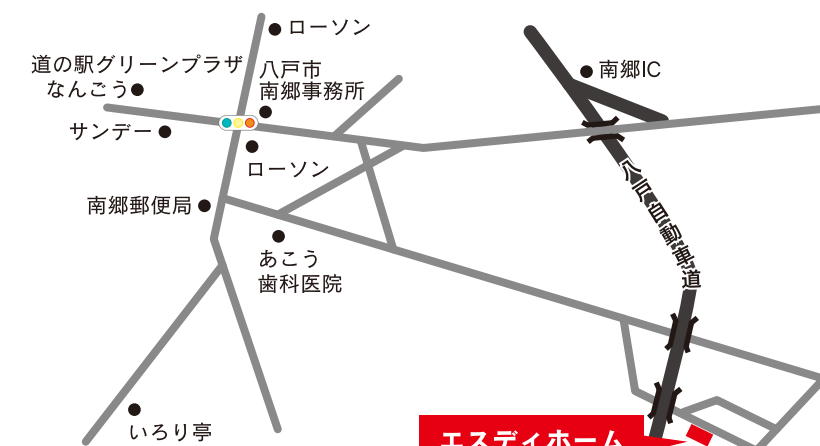 ローソン
道の駅グリーンプラザ
なんごう
八戸市
南郷事務所
南郷IC
サンデー
ローソン
八戸自動車道
南郷郵便局
あこう
歯科医院
いろり亭
エスディホーム